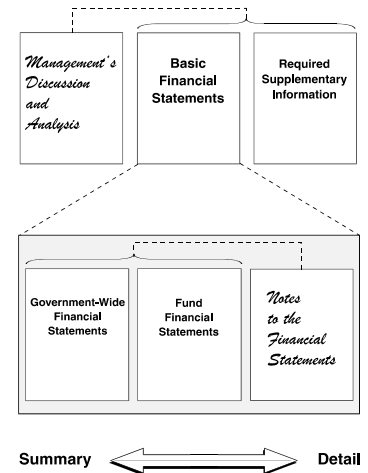 Management's
Discussion
and
Analysis
Basic
Financial
Statements
Required
Supplementary
Information
Government-Wide
Financial
Statements
Fund
Financial
Statements
Notes
to the
Financial
Statements
Summary
Detail